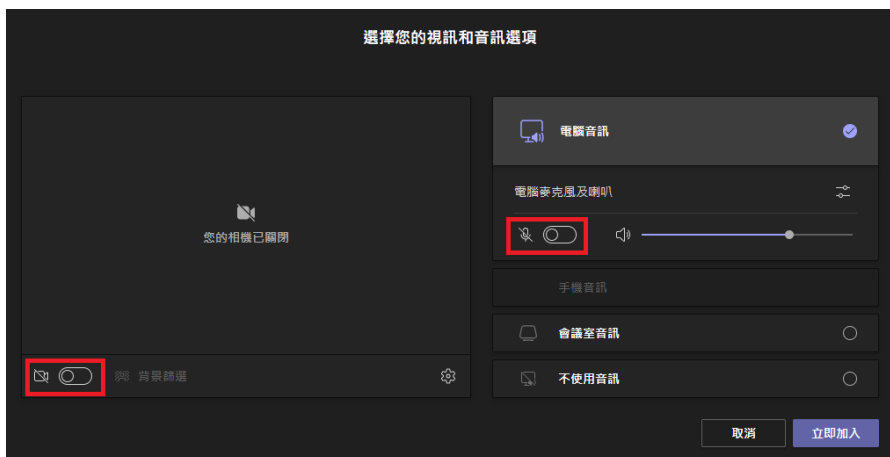 選擇您的視訊和音訊選項
您的相機已關閉
背景篩選
電腦音訊
電腦麥克風及喇叭
手機音訊
會議室音訊
不使用音訊
取消
立即加入